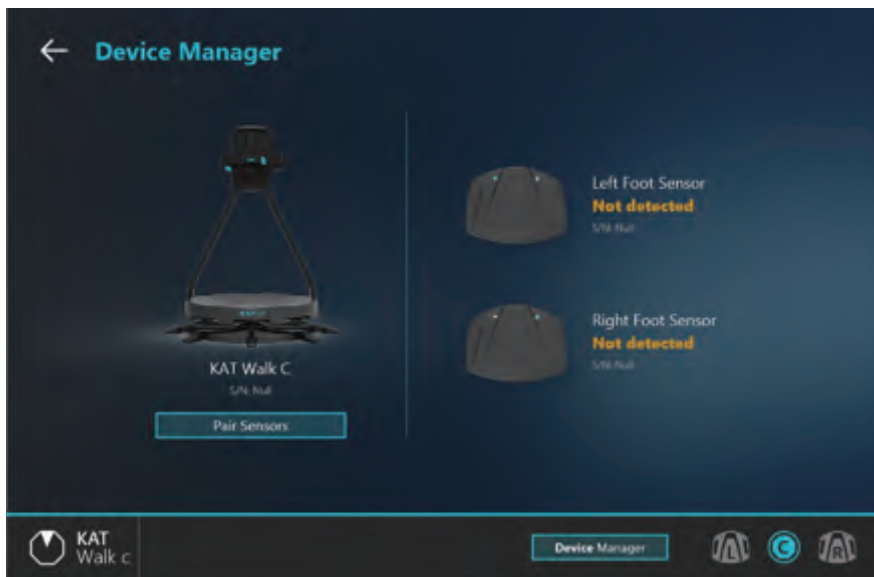 Device Manager
Left Foot Sensor
Not detected
S/N: Null
Right Foot Sensor
Not detected
S/N: Null
KAT Walk C
S/N: Null
Pair Sensors
KAT
Walk c
Device Manager
L
C
R